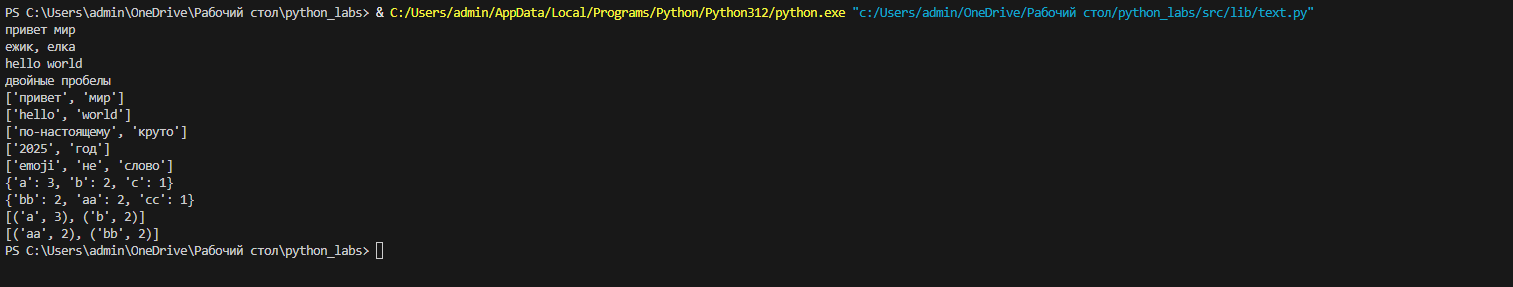 PS C:\Users\admin\OneDrive\Рабочий стол\python_labs> & C:/Users/admin/AppData/Local/Programs/Python/Python312/python.exe "c:/Users/admin/OneDrive/Рабочий стол/python_labs/src/lib/text.py"
привет мир
ежик, елка
hello world
двойные пробелы
['привет', 'мир']
['hello', 'world']
['по-настоящему', 'круто']
['2025', 'год']
['emoji', 'не', 'слово']
{'a': 3, 'b': 2, 'c': 1}
{'bb': 2, 'aa': 2, 'cc': 1}
[('a', 3), ('b', 2)]
[('aa', 2), ('bb', 2)]
PS C:\Users\admin\OneDrive\Рабочий стол\python_labs>